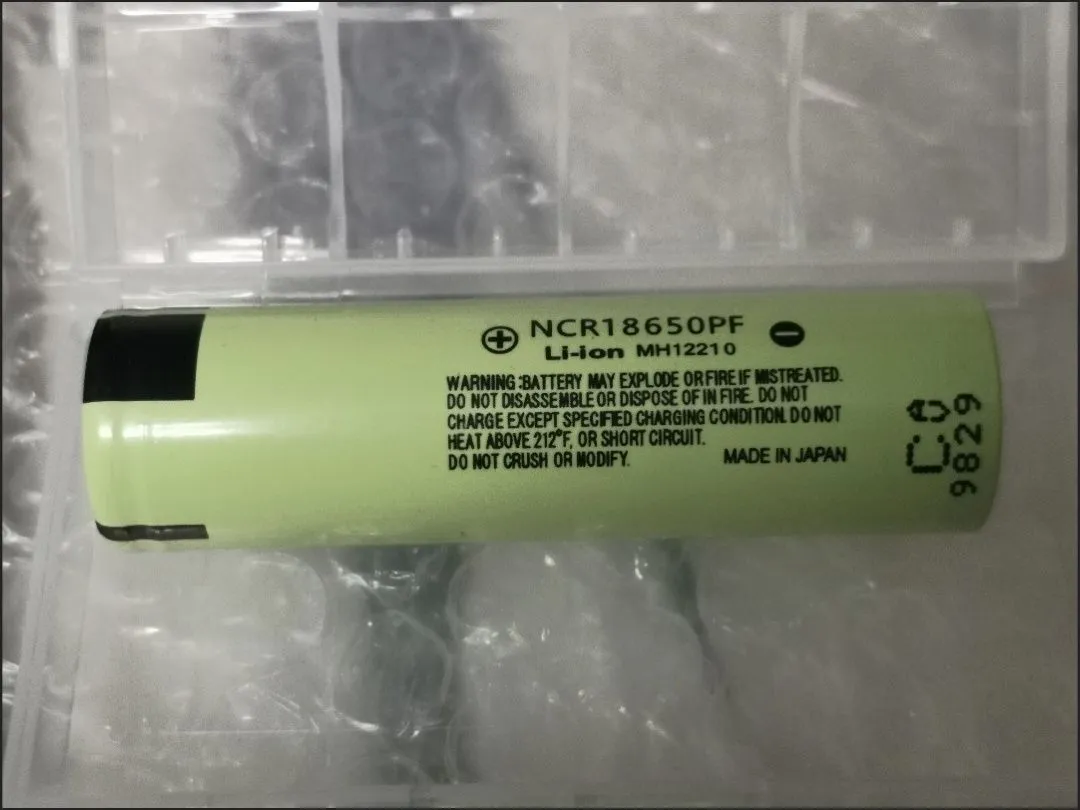 ⊕ NCR18650PF ⊖
Li-ion MH12210
WARNING:BATTERY MAY EXPLODE OR FIRE IF MISTREATED.
DO NOT DISASSEMBLE OR DISPOSE OF IN FIRE. DO NOT
CHARGE EXCEPT SPECIFIED CHARGING CONDITION. DO NOT
HEAT ABOVE 212°F, OR SHORT CIRCUIT.
DO NOT CRUSH OR MODIFY.
MADE IN JAPAN
9829